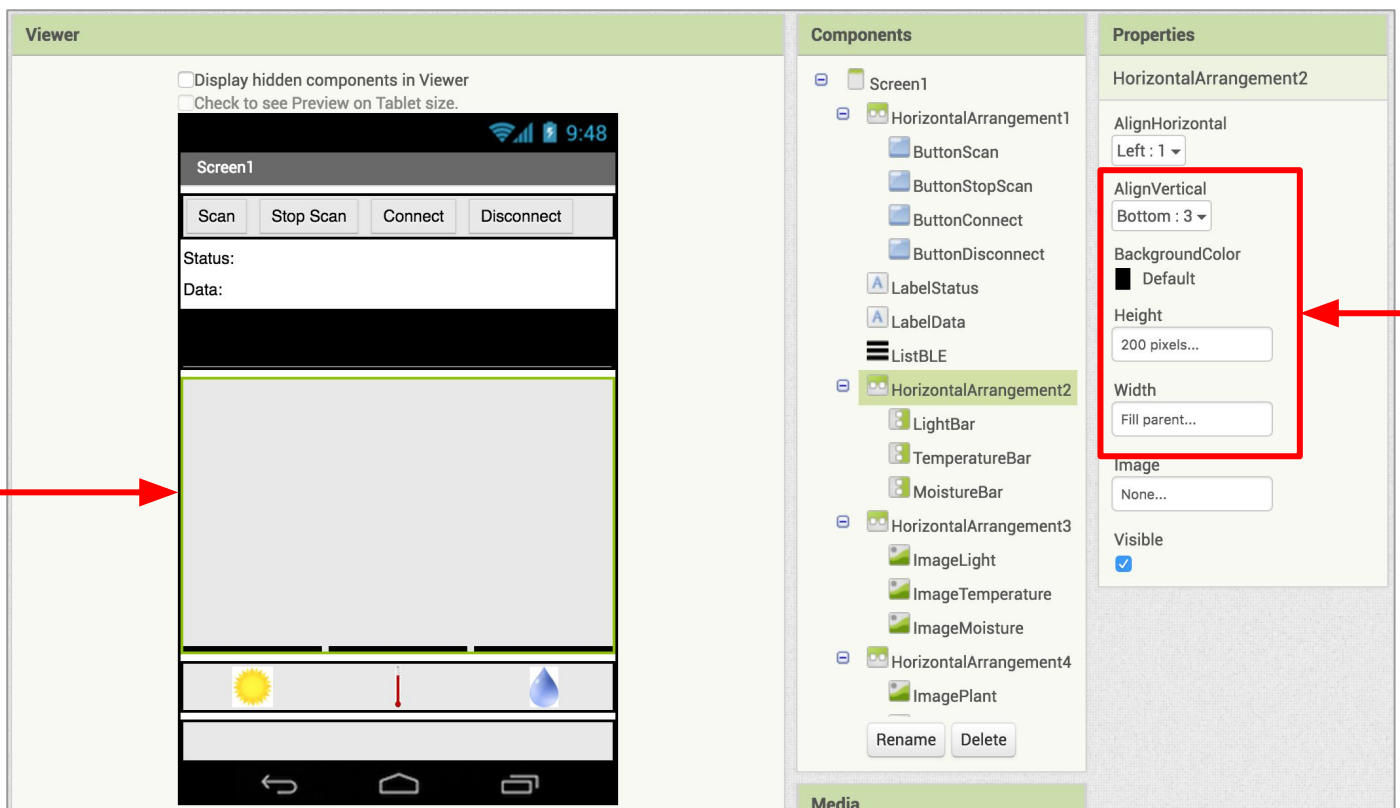 Viewer
Display hidden components in Viewer
Check to see Preview on Tablet size.
9:48
Screen1
Scan Stop Scan Connect Disconnect
Status:
Data:
Components
Screen1
HorizontalArrangement1
ButtonScan
ButtonStopScan
ButtonConnect
ButtonDisconnect
A LabelStatus
A LabelData
ListBLE
HorizontalArrangement2
LightBar
TemperatureBar
MoistureBar
HorizontalArrangement3
ImageLight
ImageTemperature
ImageMoisture
HorizontalArrangement4
ImagePlant
Rename Delete
Media
Properties
HorizontalArrangement2
AlignHorizontal
Left : 1
AlignVertical
Bottom : 3
BackgroundColor
Default
Height
200 pixels...
Width
Fill parent...
Image
None...
Visible